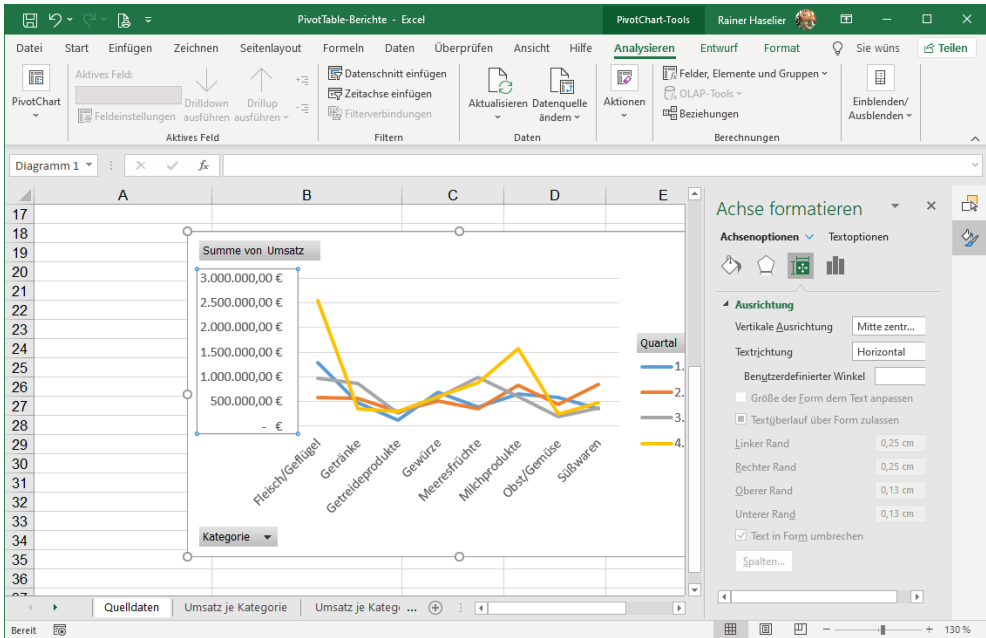 PivotTable-Berichte - Excel
PivotChart-Tools
Rainer Haselier
Datei Start Einfügen Zeichnen Seitenlayout Formeln Daten Überprüfen Ansicht Hilfe Analysieren Entwurf Format Sie wüns Teilen
PivotChart
Aktives Feld:
Feldeinstellungen
Drilldown ausführen
Drillup ausführen
Aktives Feld
Datenschnitt einfügen
Zeitachse einfügen
Filterverbindungen
Filtern
Aktualisieren
Datenquelle ändern
Daten
Aktionen
Felder, Elemente und Gruppen
OLAP-Tools
Beziehungen
Berechnungen
Einblenden/
Ausblenden
Diagramm 1
fx
A B C D E
17
18
19
20
21
22
23
24
25
26
27
28
29
30
31
32
33
34
35
36
37
Summe von Umsatz
3.000.000,00 €
2.500.000,00 €
2.000.000,00 €
1.500.000,00 €
1.000.000,00 €
500.000,00 €
- €
Fleisch/Geflügel
Getränke
Getreideprodukte
Gewürze
Meeresfrüchte
Milchprodukte
Obst/Gemüse
Süßwaren
Quartal
1.
2.
3.
4.
Kategorie
Achse formatieren
Achsenoptionen Textoptionen
Ausrichtung
Vertikale Ausrichtung Mitte zentr...
Textrichtung Horizontal
Benutzerdefinierter Winkel
Größe der Form dem Text anpassen
Textüberlauf über Form zulassen
Linker Rand 0,25 cm
Rechter Rand 0,25 cm
Oberer Rand 0,13 cm
Unterer Rand 0,13 cm
Text in Form umbrechen
Spalten...
Quelldaten Umsatz je Kategorie Umsatz je Kateg ...
Bereit
130 %